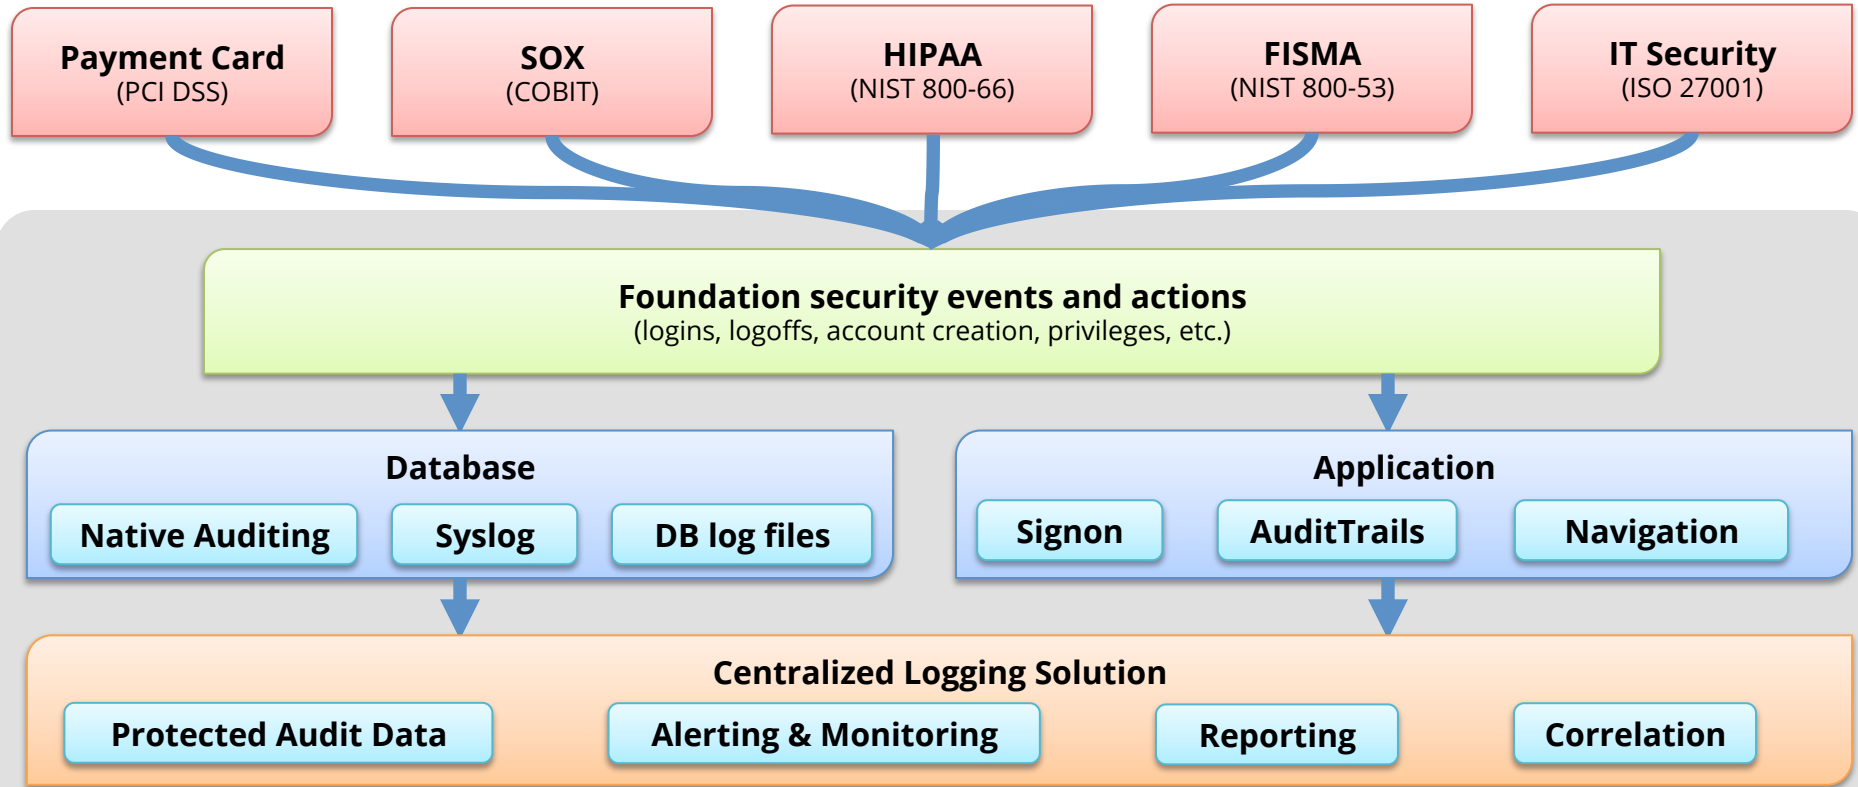 Payment Card
(PCI DSS)
SOX
(COBIT)
HIPAA
(NIST 800-66)
FISMA
(NIST 800-53)
IT Security
(ISO 27001)
Foundation security events and actions
(logins, logoffs, account creation, privileges, etc.)
Database
Native Auditing
Syslog
DB log files
Application
Signon
AuditTrails
Navigation
Centralized Logging Solution
Protected Audit Data
Alerting & Monitoring
Reporting
Correlation